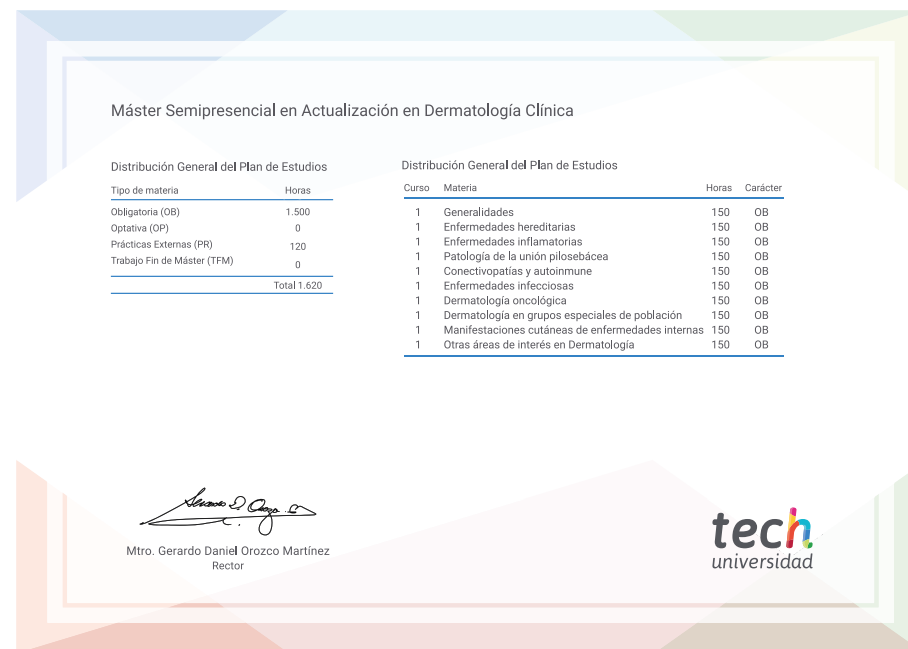 Máster Semipresencial en Actualización en Dermatología Clínica
Distribución General del Plan de Estudios
Tipo de materia Horas
Obligatoria (OB) 1.500
Optativa (OP) 0
Prácticas Externas (PR) 120
Trabajo Fin de Máster (TFM) 0
Total 1.620
Distribución General del Plan de Estudios
Curso Materia Horas Carácter
1 Generalidades 150 OB
1 Enfermedades hereditarias 150 OB
1 Enfermedades inflamatorias 150 OB
1 Patología de la unión pilosebácea 150 OB
1 Conectivopatías y autoinmune 150 OB
1 Enfermedades infecciosas 150 OB
1 Dermatología oncológica 150 OB
1 Dermatología en grupos especiales de población 150 OB
1 Manifestaciones cutáneas de enfermedades internas 150 OB
1 Otras áreas de interés en Dermatología 150 OB
Mtro. Gerardo Daniel Orozco Martínez
Rector
tech
universidad